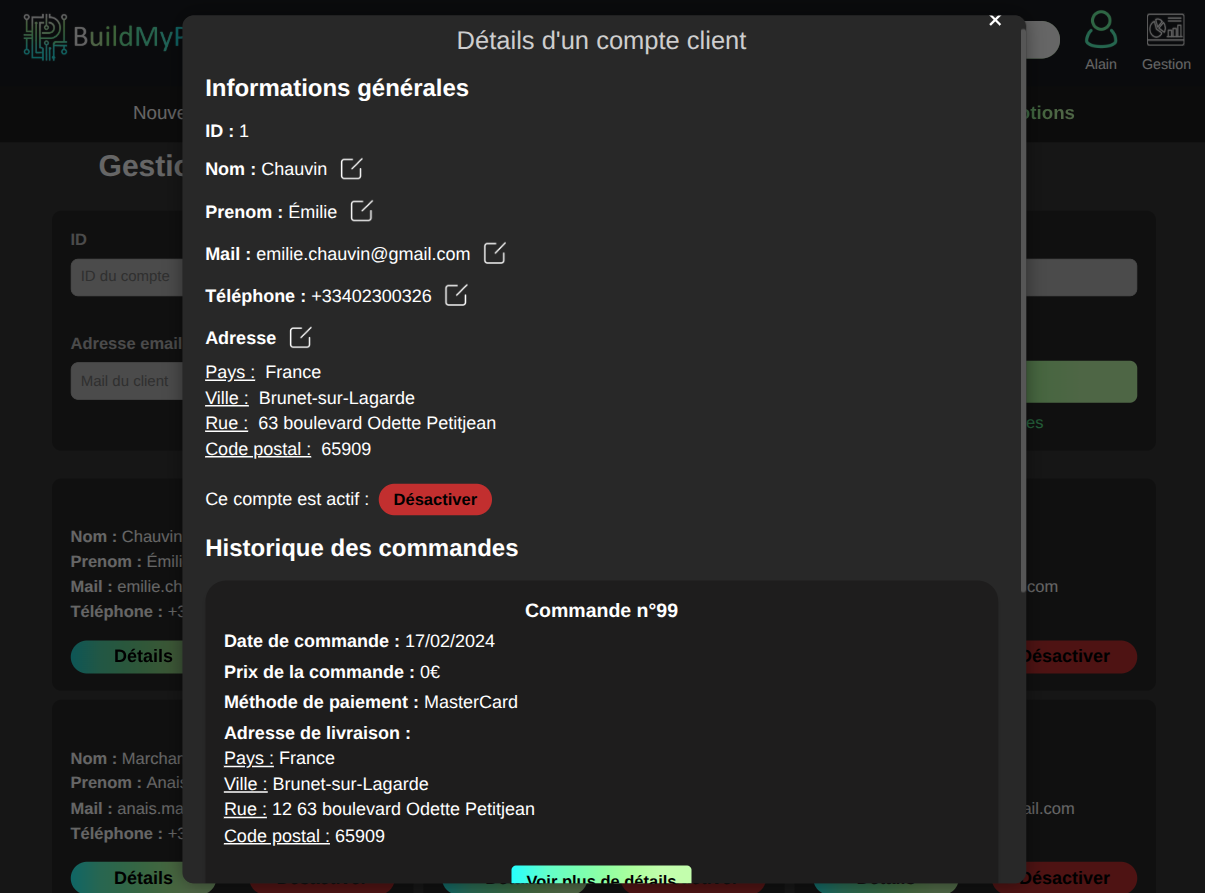 BuildMyP
Détails d'un compte client
×
Alain
Gestion
Nouve
otions
Gestio
Informations générales
ID : 1
Nom : Chauvin
Prenom : Émilie
Mail : emilie.chauvin@gmail.com
Téléphone : +33402300326
Adresse
Pays : France
Ville : Brunet-sur-Lagarde
Rue : 63 boulevard Odette Petitjean
Code postal : 65909
Ce compte est actif : Désactiver
Historique des commandes
Commande n°99
Date de commande : 17/02/2024
Prix de la commande : 0€
Méthode de paiement : MasterCard
Adresse de livraison :
Pays : France
Ville : Brunet-sur-Lagarde
Rue : 12 63 boulevard Odette Petitjean
Code postal : 65909
Voir plus de détails
ID
ID du compte
Adresse email
Mail du client
es
Nom : Chauvin
Prenom : Émili
Mail : emilie.ch
Téléphone : +3
Détails
com
Désactiver
Nom : Marchan
Prenom : Anais
Mail : anais.ma
Téléphone : +3
Détails
ail.com
Désactiver